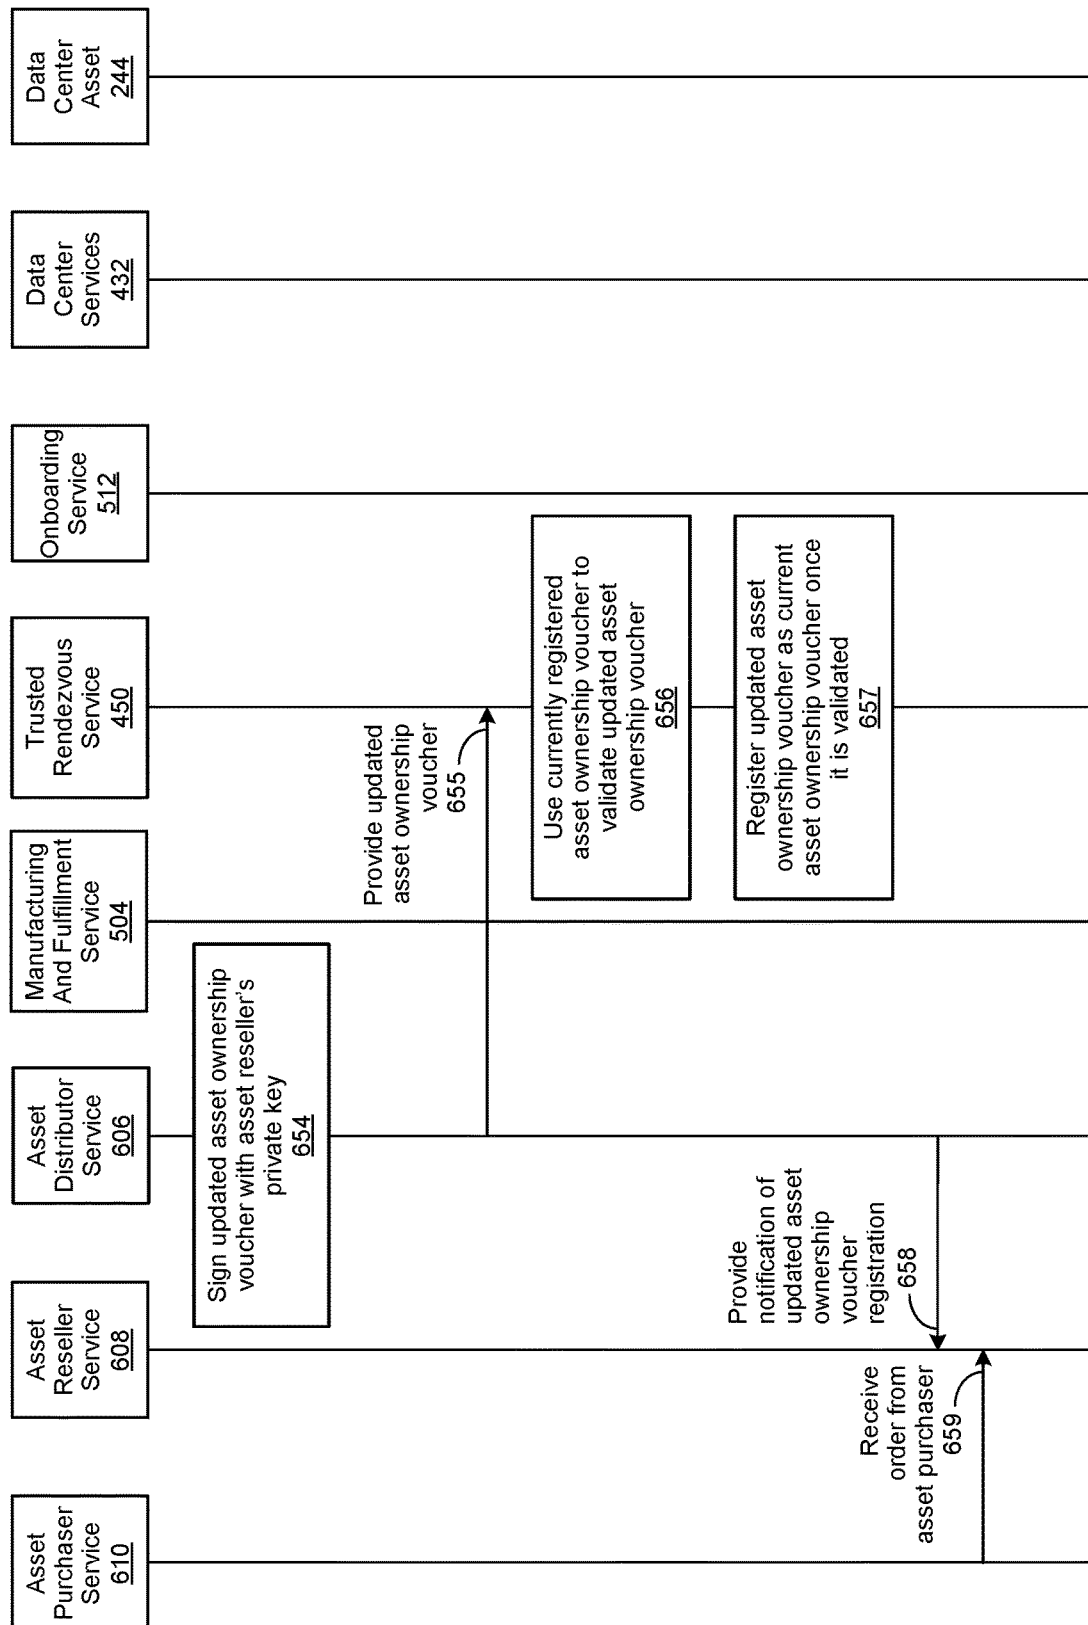 Asset
Purchaser
Service
610
Asset
Reseller
Service
608
Asset
Distributor
Service
606
Manufacturing
And Fulfillment
Service
504
Trusted
Rendezvous
Service
450
Onboarding
Service
512
Data
Center
Services
432
Data
Center
Asset
244
Sign updated asset ownership
voucher with asset reseller's
private key
654
Provide updated
asset ownership
voucher
655
Use currently registered
asset ownership voucher to
validate updated asset
ownership voucher
656
Register updated asset
ownership voucher as current
asset ownership voucher once
it is validated
657
Provide
notification of
updated asset
ownership
voucher
registration
658
Receive
order from
asset purchaser
659